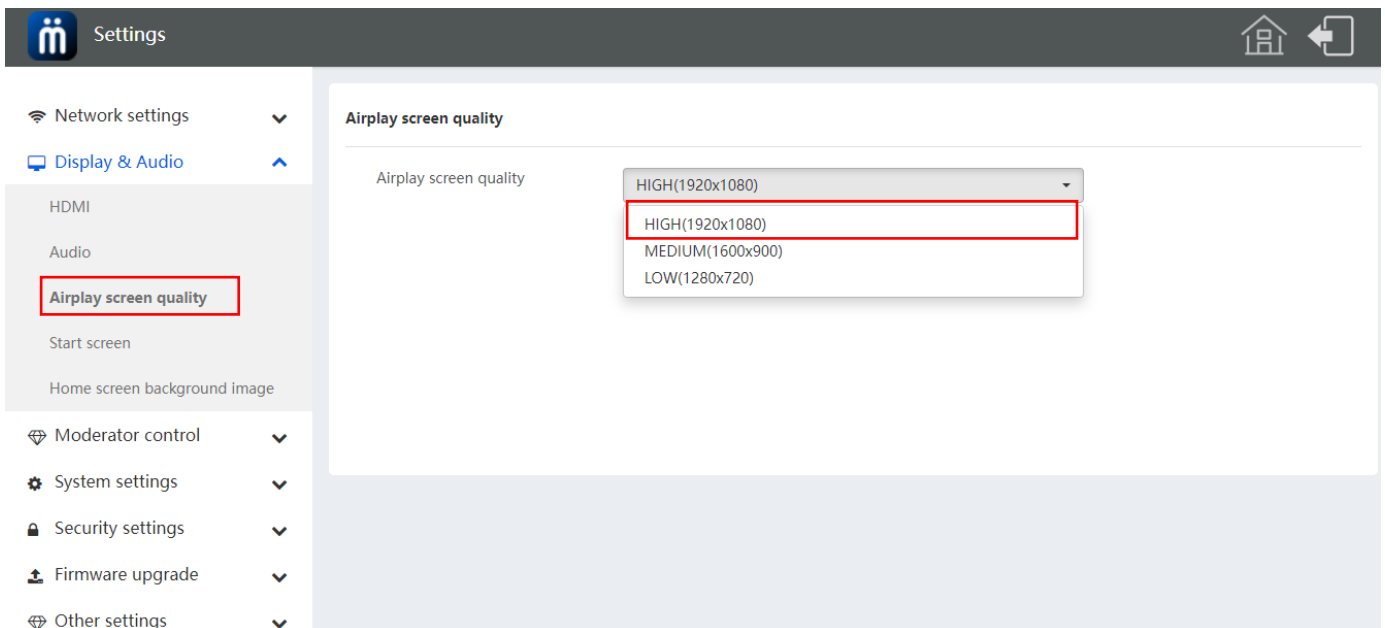 m̈
Settings
Network settings
Display & Audio
HDMI
Audio
Airplay screen quality
Start screen
Home screen background image
Moderator control
System settings
Security settings
Firmware upgrade
Other settings
Airplay screen quality
Airplay screen quality
HIGH(1920x1080)
HIGH(1920x1080)
MEDIUM(1600x900)
LOW(1280x720)